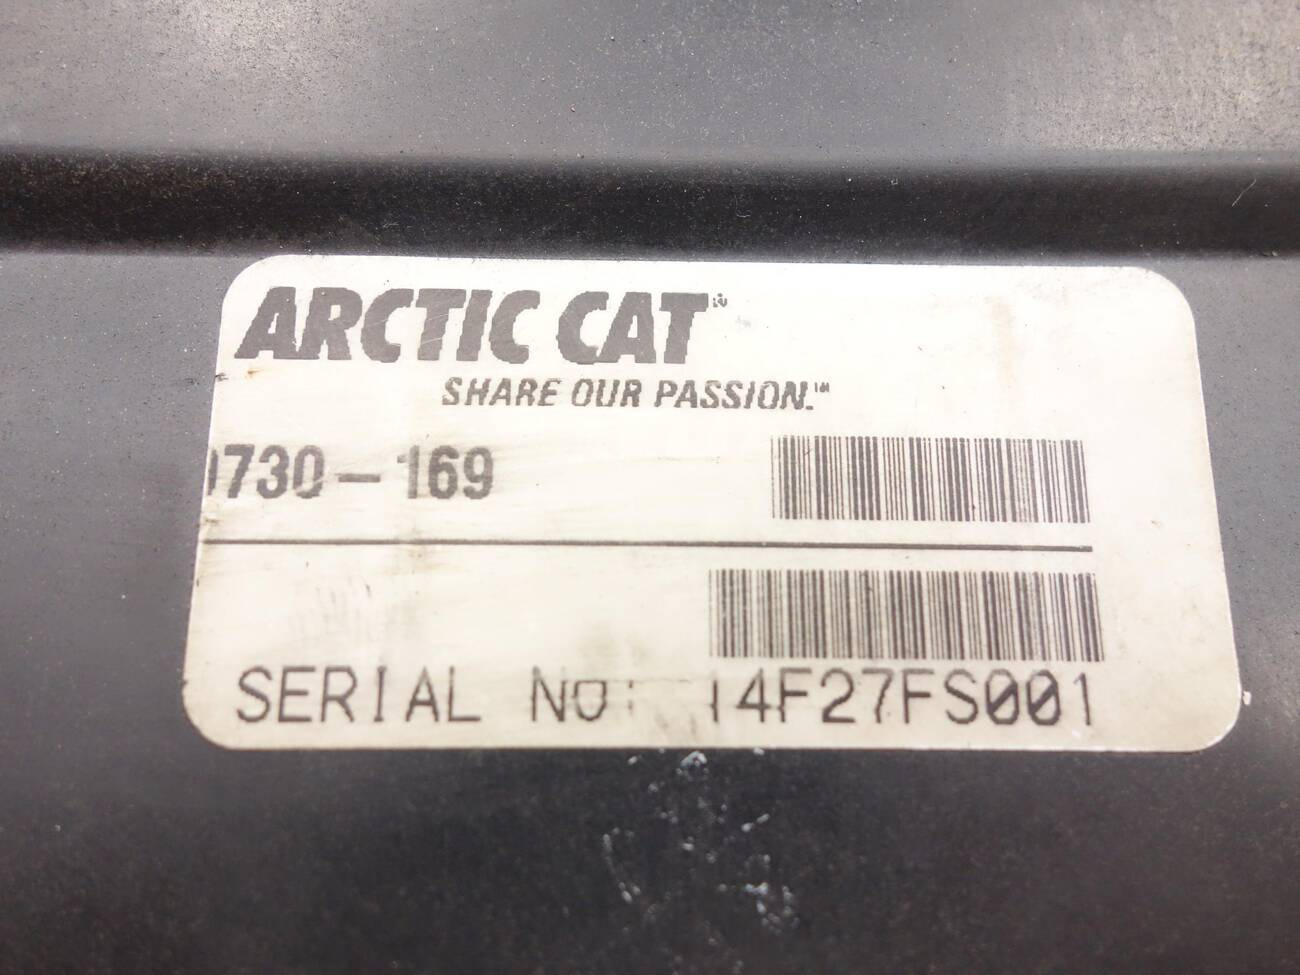 ARCTIC CAT
SHARE OUR PASSION.™
0730-169
SERIAL NO: 14F27FS001